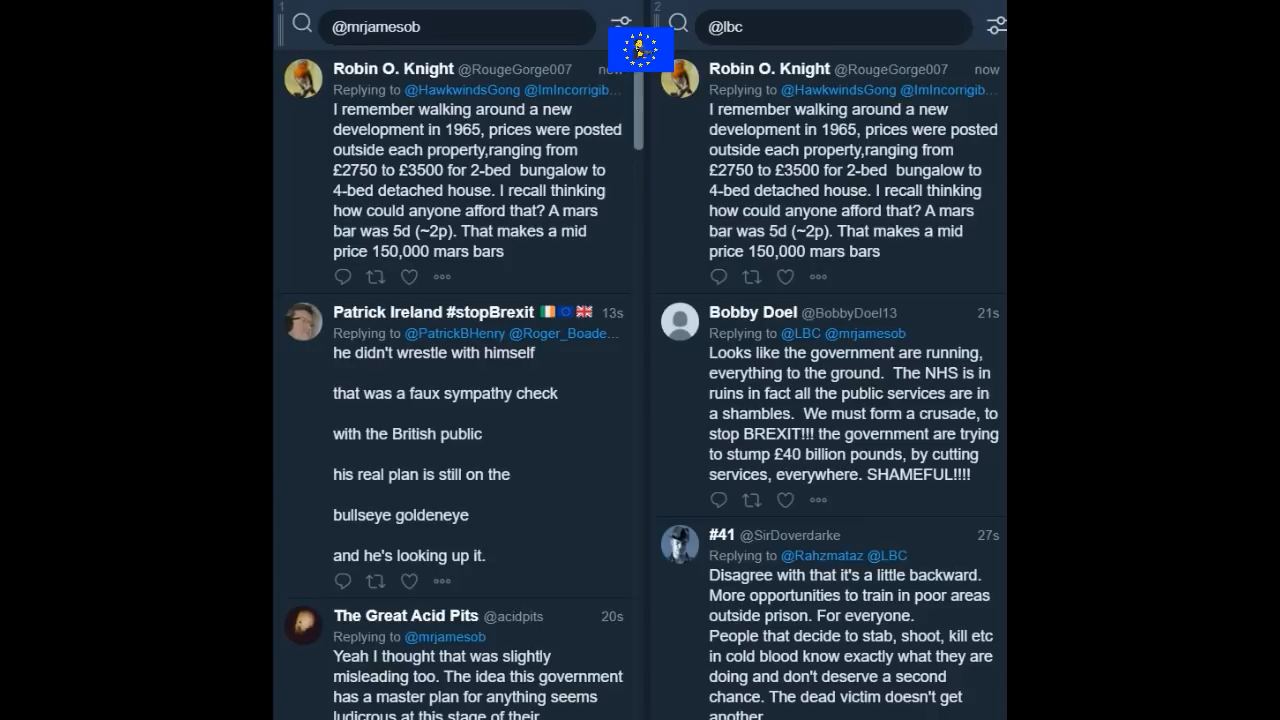 1
@mrjamesob
Robin O. Knight @RougeGorge007 now
Replying to @HawkwindsGong @ImIncorrigib...
I remember walking around a new
development in 1965, prices were posted
outside each property,ranging from
£2750 to £3500 for 2-bed  bungalow to
4-bed detached house. I recall thinking
how could anyone afford that? A mars
bar was 5d (~2p). That makes a mid
price 150,000 mars bars
Patrick Ireland #stopBrexit 🇮🇪 🇪🇺 🇬🇧 13s
Replying to @PatrickBHenry @Roger_Boade...
he didn't wrestle with himself
that was a faux sympathy check
with the British public
his real plan is still on the
bullseye goldeneye
and he's looking up it.
The Great Acid Pits @acidpits 20s
Replying to @mrjamesob
Yeah I thought that was slightly
misleading too. The idea this government
has a master plan for anything seems
ludicrous at this stage of their
2
@lbc
Robin O. Knight @RougeGorge007 now
Replying to @HawkwindsGong @ImIncorrigib...
I remember walking around a new
development in 1965, prices were posted
outside each property,ranging from
£2750 to £3500 for 2-bed  bungalow to
4-bed detached house. I recall thinking
how could anyone afford that? A mars
bar was 5d (~2p). That makes a mid
price 150,000 mars bars
Bobby Doel @BobbyDoel13 21s
Replying to @LBC @mrjamesob
Looks like the government are running,
everything to the ground.  The NHS is in
ruins in fact all the public services are in
a shambles.  We must form a crusade, to
stop BREXIT!!! the government are trying
to stump £40 billion pounds, by cutting
services, everywhere. SHAMEFUL!!!!
#41 @SirDoverdarke 27s
Replying to @Rahzmataz @LBC
Disagree with that it's a little backward.
More opportunities to train in poor areas
outside prison. For everyone.
People that decide to stab, shoot, kill etc
in cold blood know exactly what they are
doing and don't deserve a second
chance. The dead victim doesn't get
another